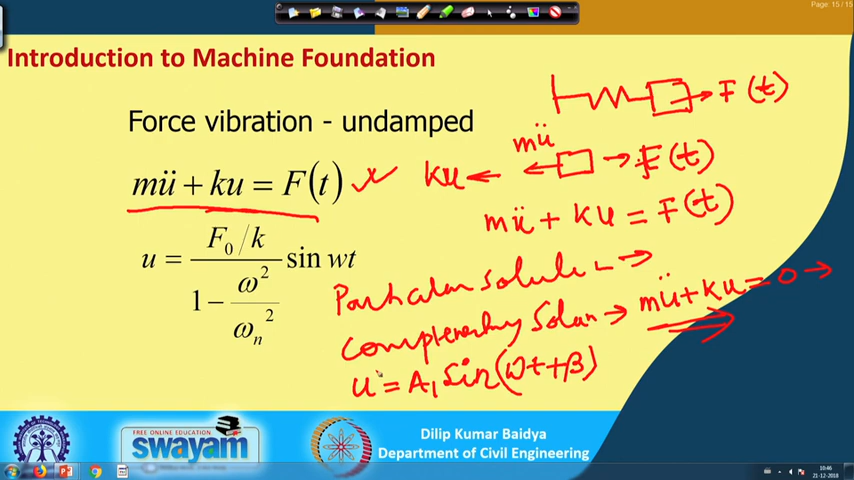 Page: 15 / 15
Introduction to Machine Foundation
Force vibration - undamped
mü + ku = F(t)
u = (F₀/k) / (1 - ω²/ωₙ²) sin wt
F(t)
mü
ku
F(t)
mü + ku = F(t)
Particular solution
Complementary Solun → mü + ku = 0 →
u = A₁ Sin(ωt + β)
FREE ONLINE EDUCATION
swayam
Dilip Kumar Baidya
Department of Civil Engineering
10:46
21-12-2018